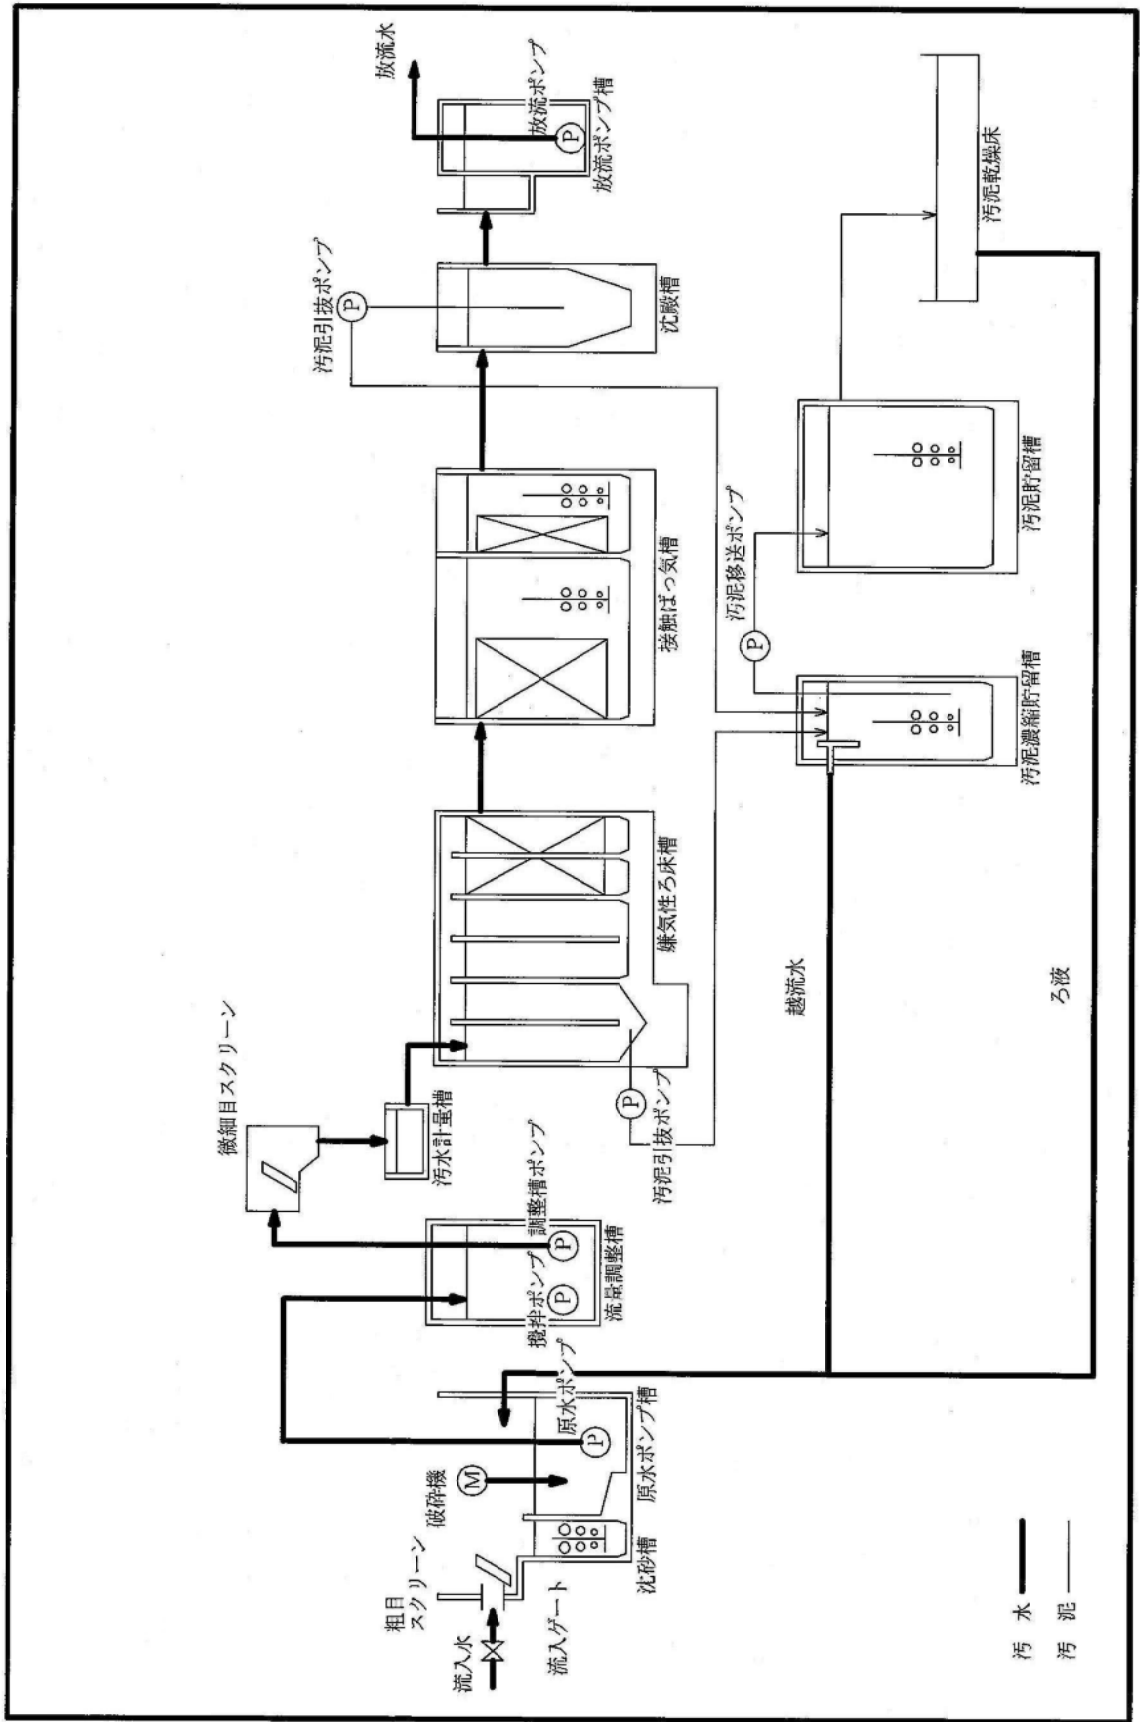 流入水
粗目
スクリーン
流入ゲート
沈砂槽
破砕機
M
P
原水ポンプ
原水ポンプ槽
攪拌ポンプ
P
調整槽ポンプ
P
流量調整槽
微細目スクリーン
汚水計量槽
P
汚泥引抜ポンプ
嫌気性ろ床槽
接触ばっ気槽
汚泥引抜ポンプ
P
沈殿槽
放流水
放流ポンプ
P
放流ポンプ槽
越流水
汚泥濃縮貯留槽
P
汚泥移送ポンプ
汚泥貯留槽
汚泥乾燥床
ろ液
汚 水
汚 泥